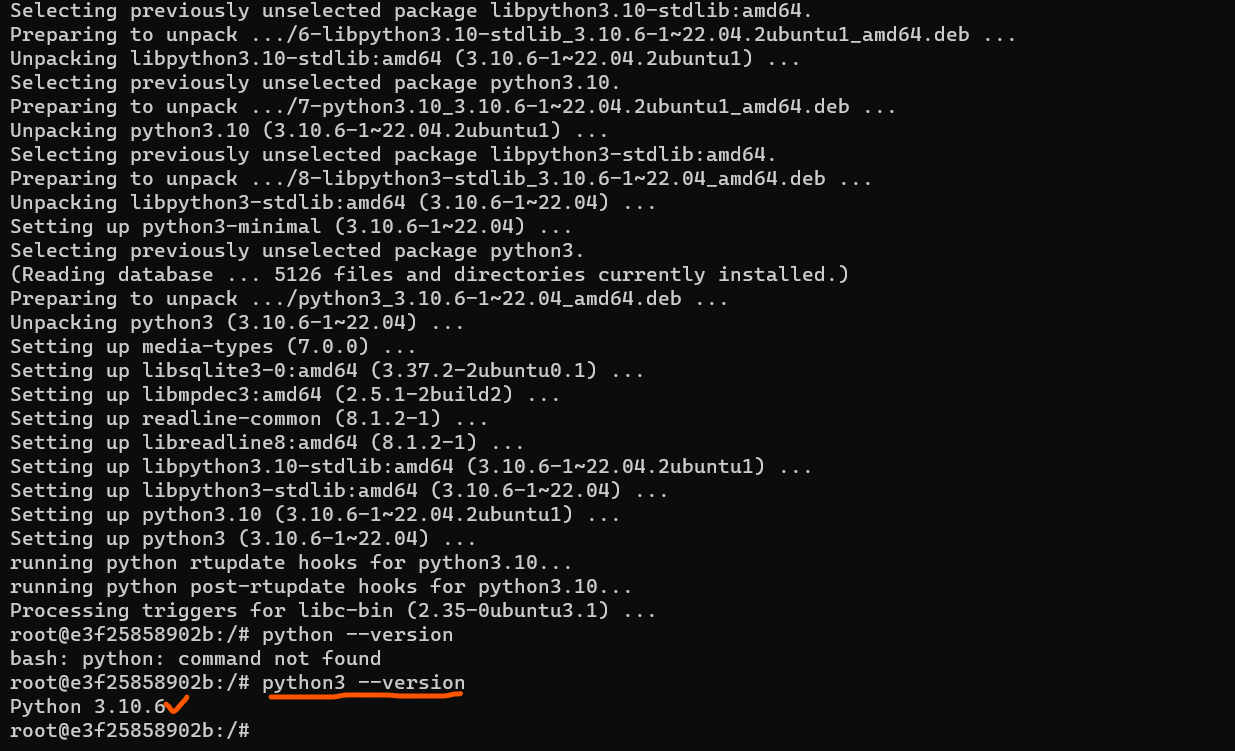 Selecting previously unselected package libpython3.10-stdlib:amd64.
Preparing to unpack .../6-libpython3.10-stdlib_3.10.6-1~22.04.2ubuntu1_amd64.deb ...
Unpacking libpython3.10-stdlib:amd64 (3.10.6-1~22.04.2ubuntu1) ...
Selecting previously unselected package python3.10.
Preparing to unpack .../7-python3.10_3.10.6-1~22.04.2ubuntu1_amd64.deb ...
Unpacking python3.10 (3.10.6-1~22.04.2ubuntu1) ...
Selecting previously unselected package libpython3-stdlib:amd64.
Preparing to unpack .../8-libpython3-stdlib_3.10.6-1~22.04_amd64.deb ...
Unpacking libpython3-stdlib:amd64 (3.10.6-1~22.04) ...
Setting up python3-minimal (3.10.6-1~22.04) ...
Selecting previously unselected package python3.
(Reading database ... 5126 files and directories currently installed.)
Preparing to unpack .../python3_3.10.6-1~22.04_amd64.deb ...
Unpacking python3 (3.10.6-1~22.04) ...
Setting up media-types (7.0.0) ...
Setting up libsqlite3-0:amd64 (3.37.2-2ubuntu0.1) ...
Setting up libmpdec3:amd64 (2.5.1-2build2) ...
Setting up readline-common (8.1.2-1) ...
Setting up libreadline8:amd64 (8.1.2-1) ...
Setting up libpython3.10-stdlib:amd64 (3.10.6-1~22.04.2ubuntu1) ...
Setting up libpython3-stdlib:amd64 (3.10.6-1~22.04) ...
Setting up python3.10 (3.10.6-1~22.04.2ubuntu1) ...
Setting up python3 (3.10.6-1~22.04) ...
running python rtupdate hooks for python3.10...
running python post-rtupdate hooks for python3.10...
Processing triggers for libc-bin (2.35-0ubuntu3.1) ...
root@e3f25858902b:/# python --version
bash: python: command not found
root@e3f25858902b:/# python3 --version
Python 3.10.6
root@e3f25858902b:/#